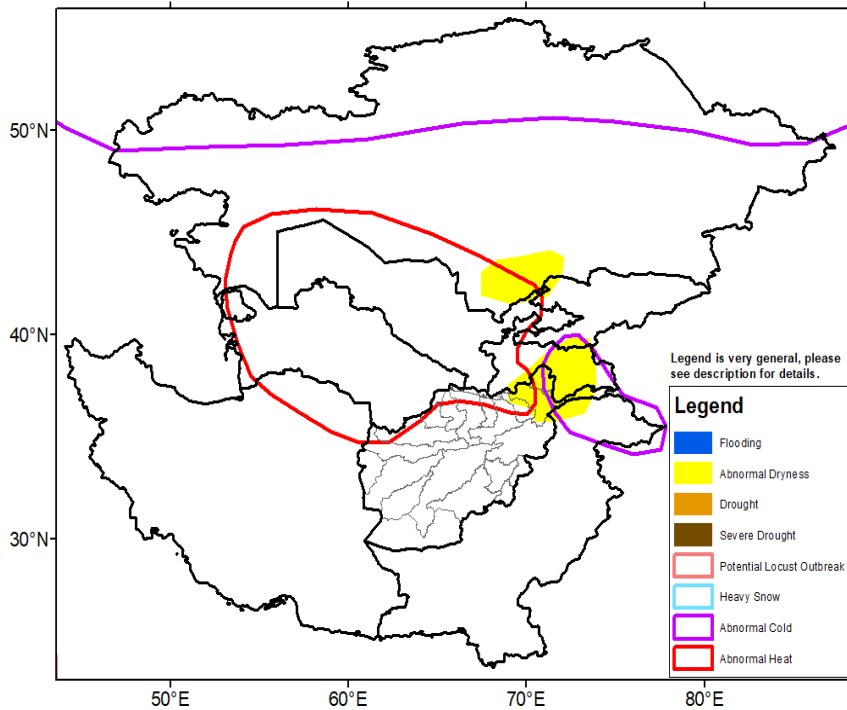 50°N
40°N
30°N
Legend is very general, please
see description for details.
Legend
Flooding
Abnormal Dryness
Drought
Severe Drought
Potential Locust Outbreak
Heavy Snow
Abnormal Cold
Abnormal Heat
50°E
60°E
70°E
80°E